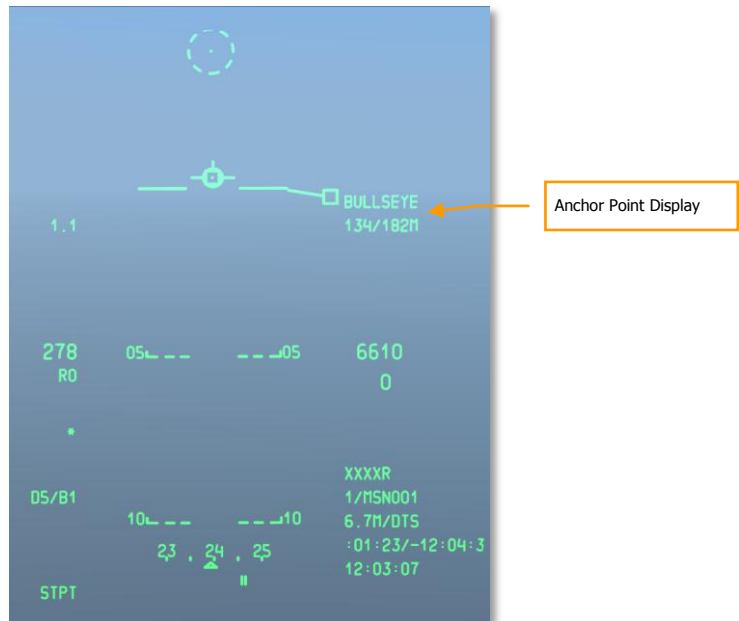 BULLSEYE
134/182M
Anchor Point Display
1.1
278
05
05
6610
R0
0
XXXXR
D5/B1
1/MSN001
10
10
6.7M/DTS
23 . 24 . 25
:01:23/-12:04:3
12:03:07
STPT